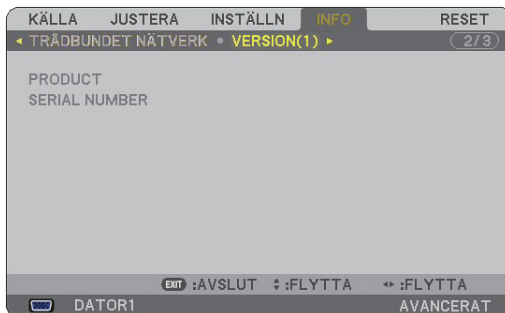 KÄLLA JUSTERA INSTÄLLN INFO RESET
TRÅDBUNDET NÄTVERK • VERSION(1) 2/3
PRODUCT
SERIAL NUMBER
EXIT :AVSLUT :FLYTTA :FLYTTA
DATOR1 AVANCERAT